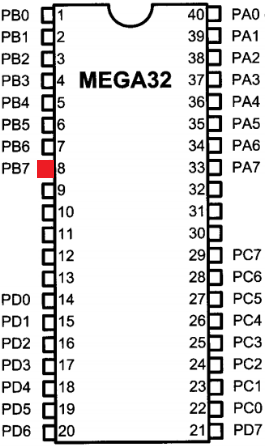 PB0 1 40 PA0
PB1 2 39 PA1
PB2 3 38 PA2
PB3 4 MEGA32 37 PA3
PB4 5 36 PA4
PB5 6 35 PA5
PB6 7 34 PA6
PB7 8 33 PA7
9 32
10 31
11 30
12 29 PC7
13 28 PC6
PD0 14 27 PC5
PD1 15 26 PC4
PD2 16 25 PC3
PD3 17 24 PC2
PD4 18 23 PC1
PD5 19 22 PC0
PD6 20 21 PD7